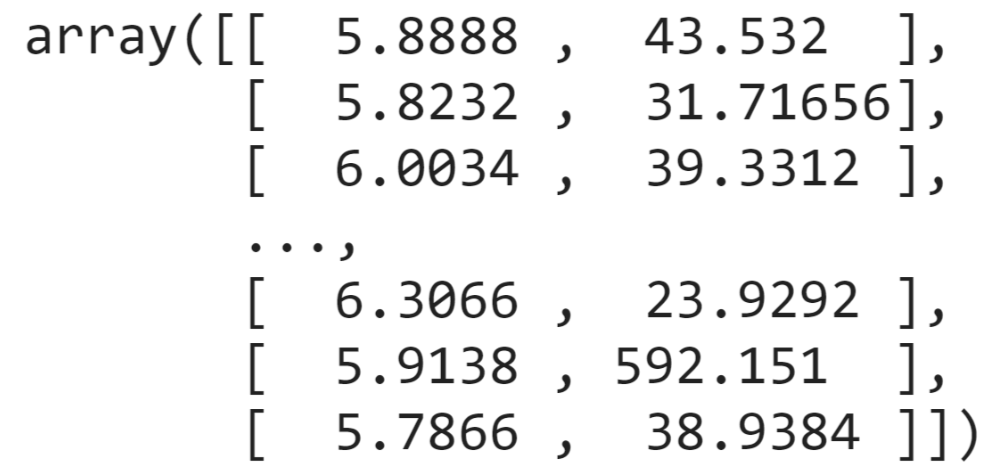 array([[  5.8888 ,  43.532  ],
       [  5.8232 ,  31.71656],
       [  6.0034 ,  39.3312 ],
       ...,
       [  6.3066 ,  23.9292 ],
       [  5.9138 , 592.151  ],
       [  5.7866 ,  38.9384 ]])